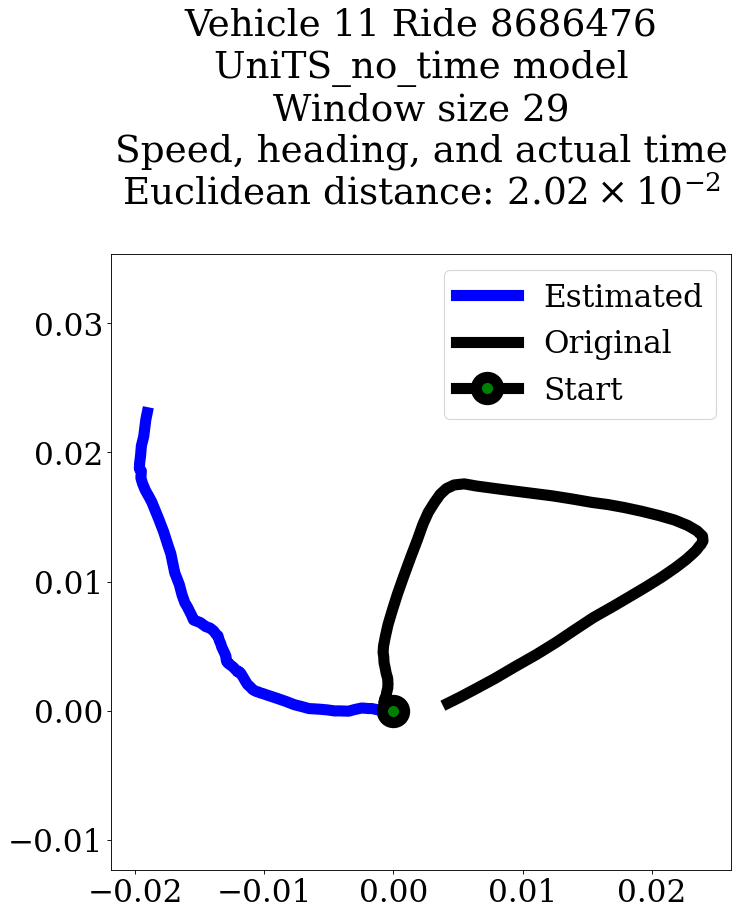 Vehicle 11 Ride 8686476
UniTS_no_time model
Window size 29
Speed, heading, and actual time
Euclidean distance: 2.02 × 10⁻²
Estimated
Original
Start
0.03
0.02
0.01
0.00
−0.01
−0.02 −0.01 0.00 0.01 0.02